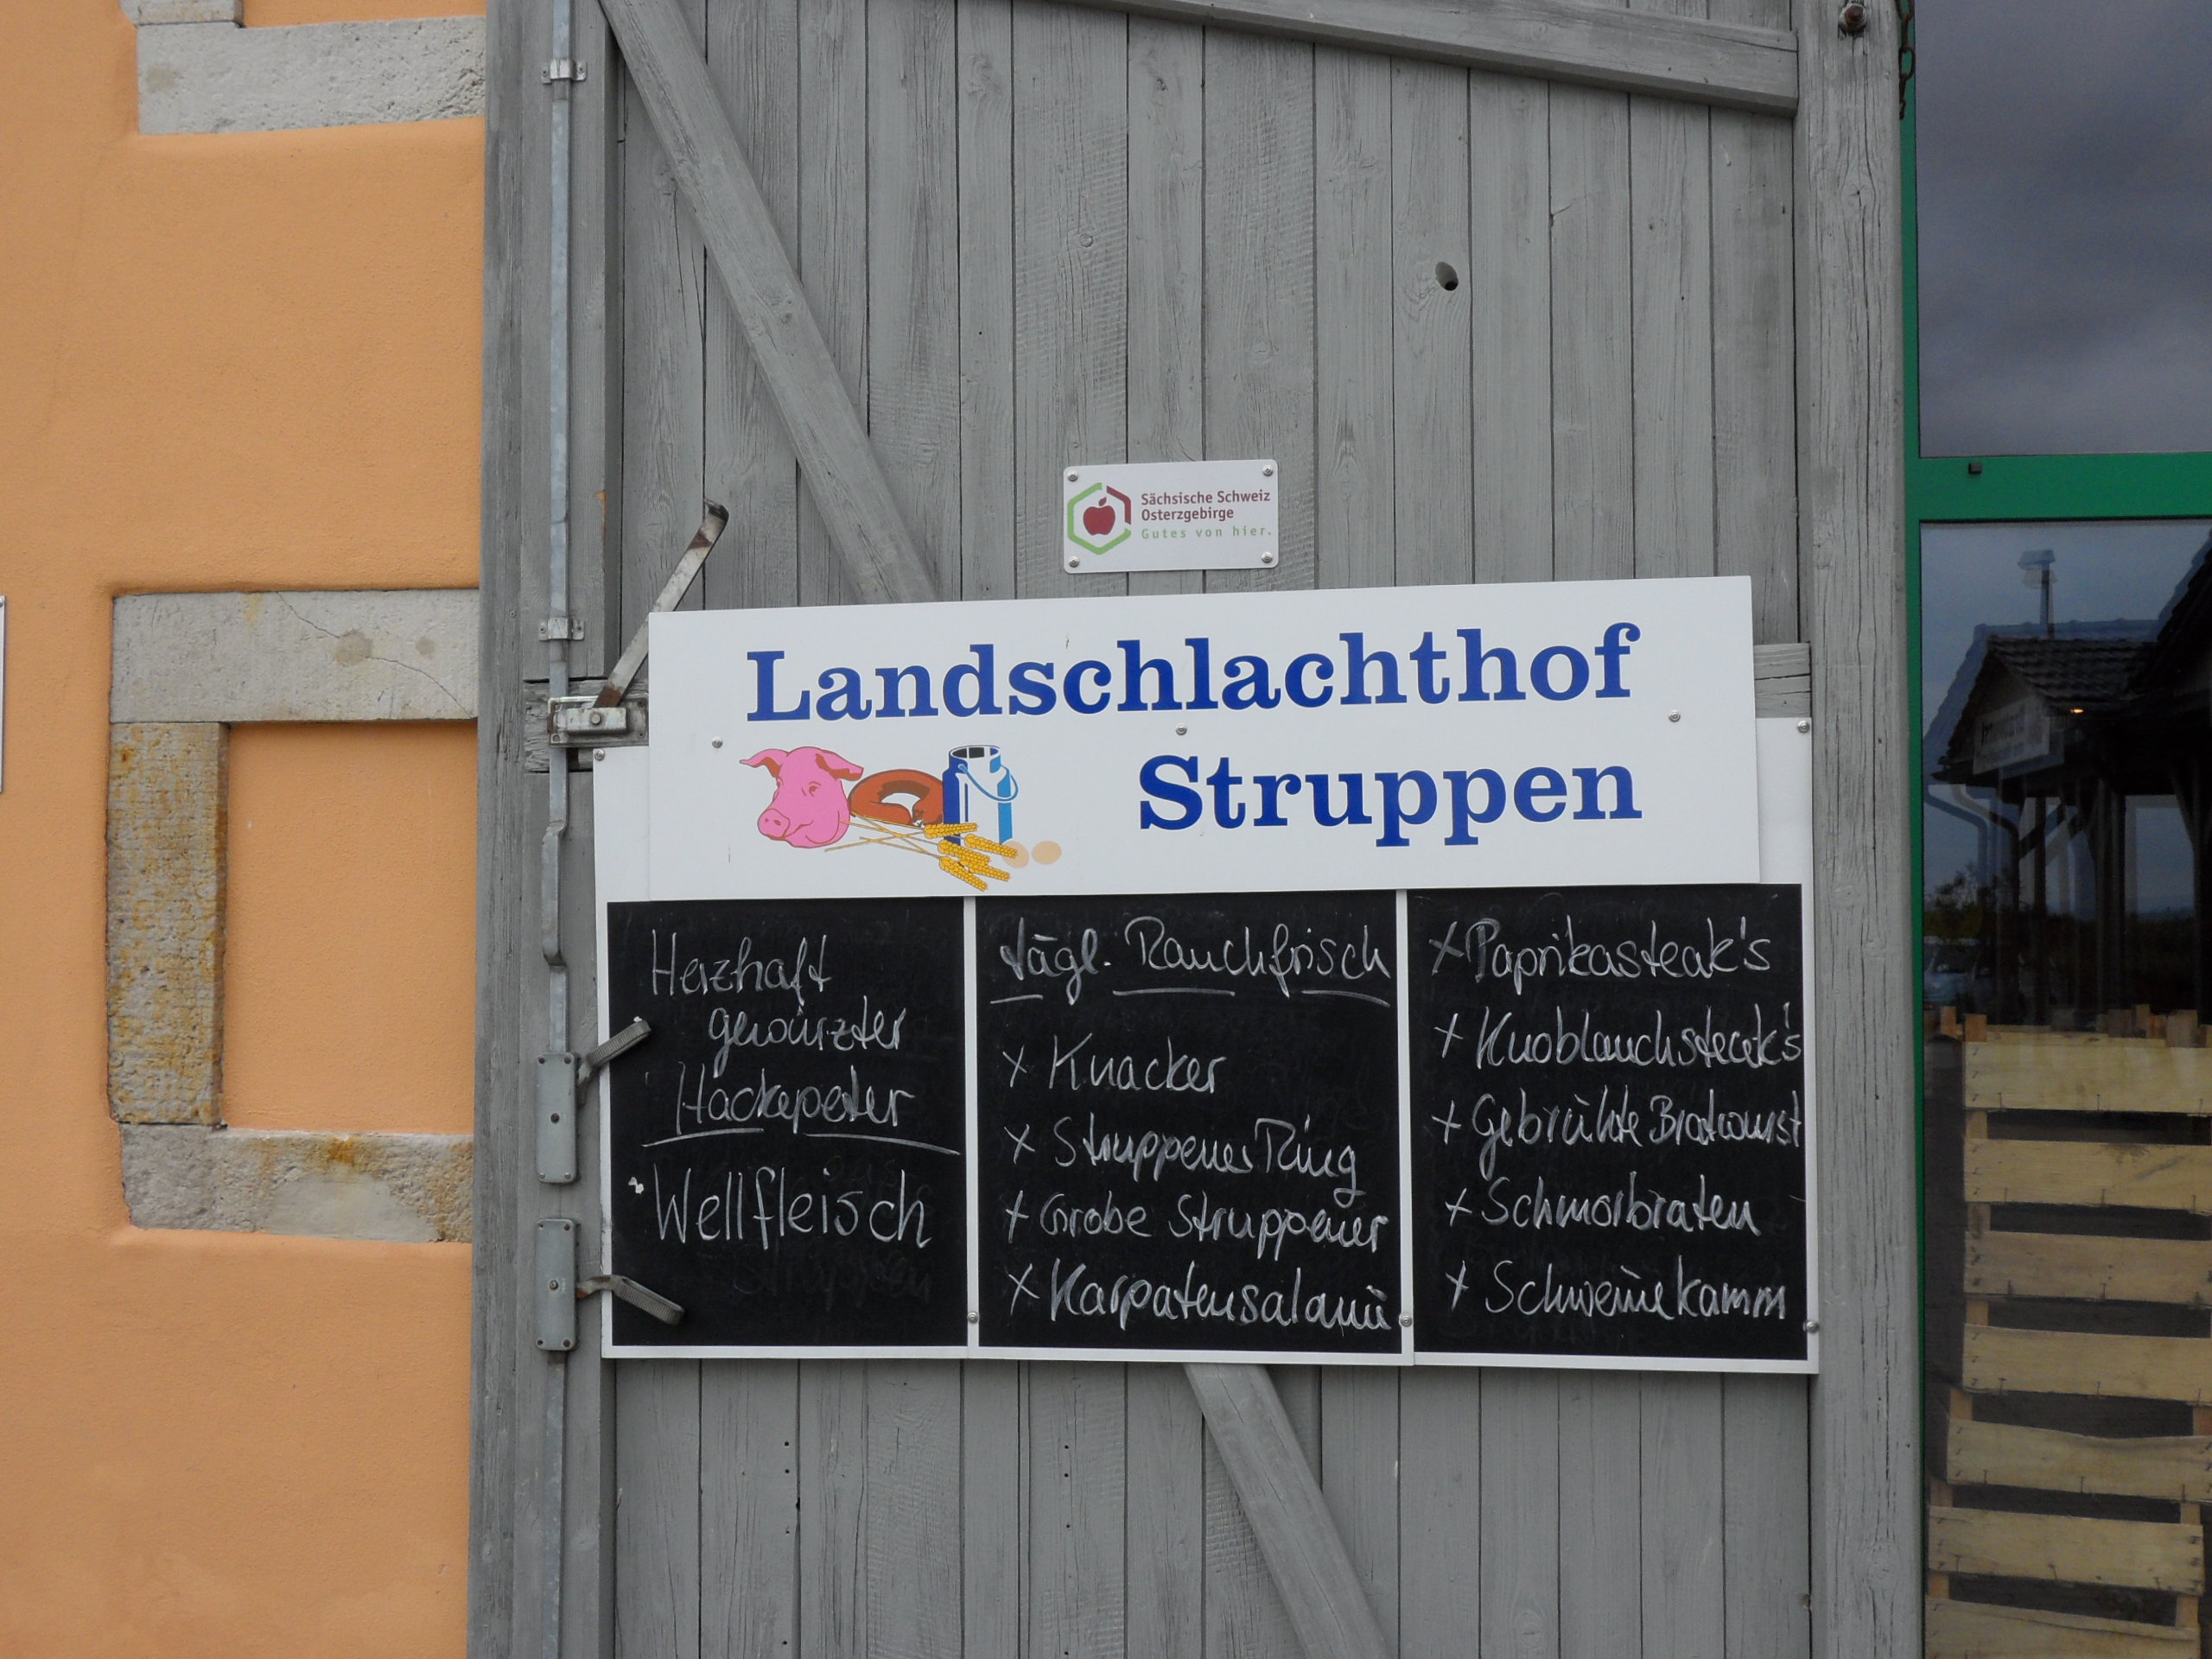 Sächsische Schweiz
Osterzgebirge
Gutes von hier.
Landschlachthof
Struppen
Herzhaft
gewürzter
Hackepeter
Wellfleisch
tägl. Rauchfrisch
x Knacker
x Struppener Ring
x Grobe Struppener
x Karpatensalami
x Paprikasteak's
x Knoblauchsteak's
x Gebrühte Bratwurst
x Schmorbraten
x Schweinekamm